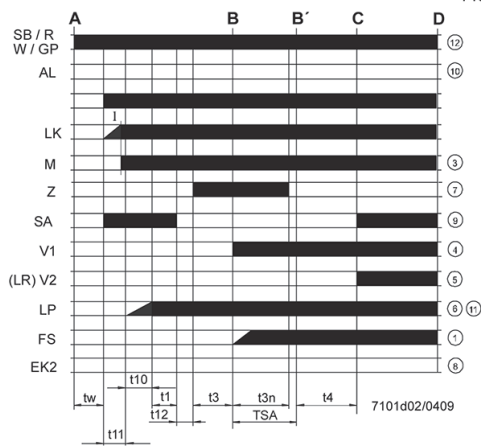 A B B´ C D
SB / R
W / GP ⑫
AL ⑩
I
LK
M ③
Z ⑦
SA ⑨
V1 ④
(LR) V2 ⑤
LP ⑥ ⑪
FS ①
EK2 ⑧
t10
tw t1 t3 t3n t4 7101d02/0409
t12 TSA
t11